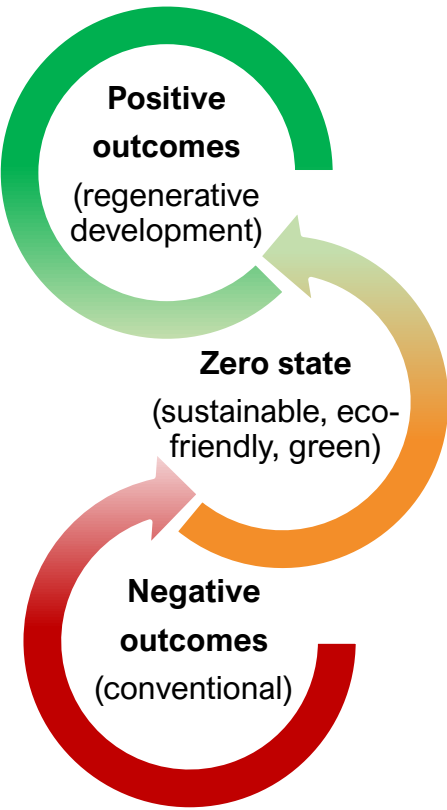 Positive
outcomes
(regenerative
development)
Zero state
(sustainable, eco-
friendly, green)
Negative
outcomes
(conventional)